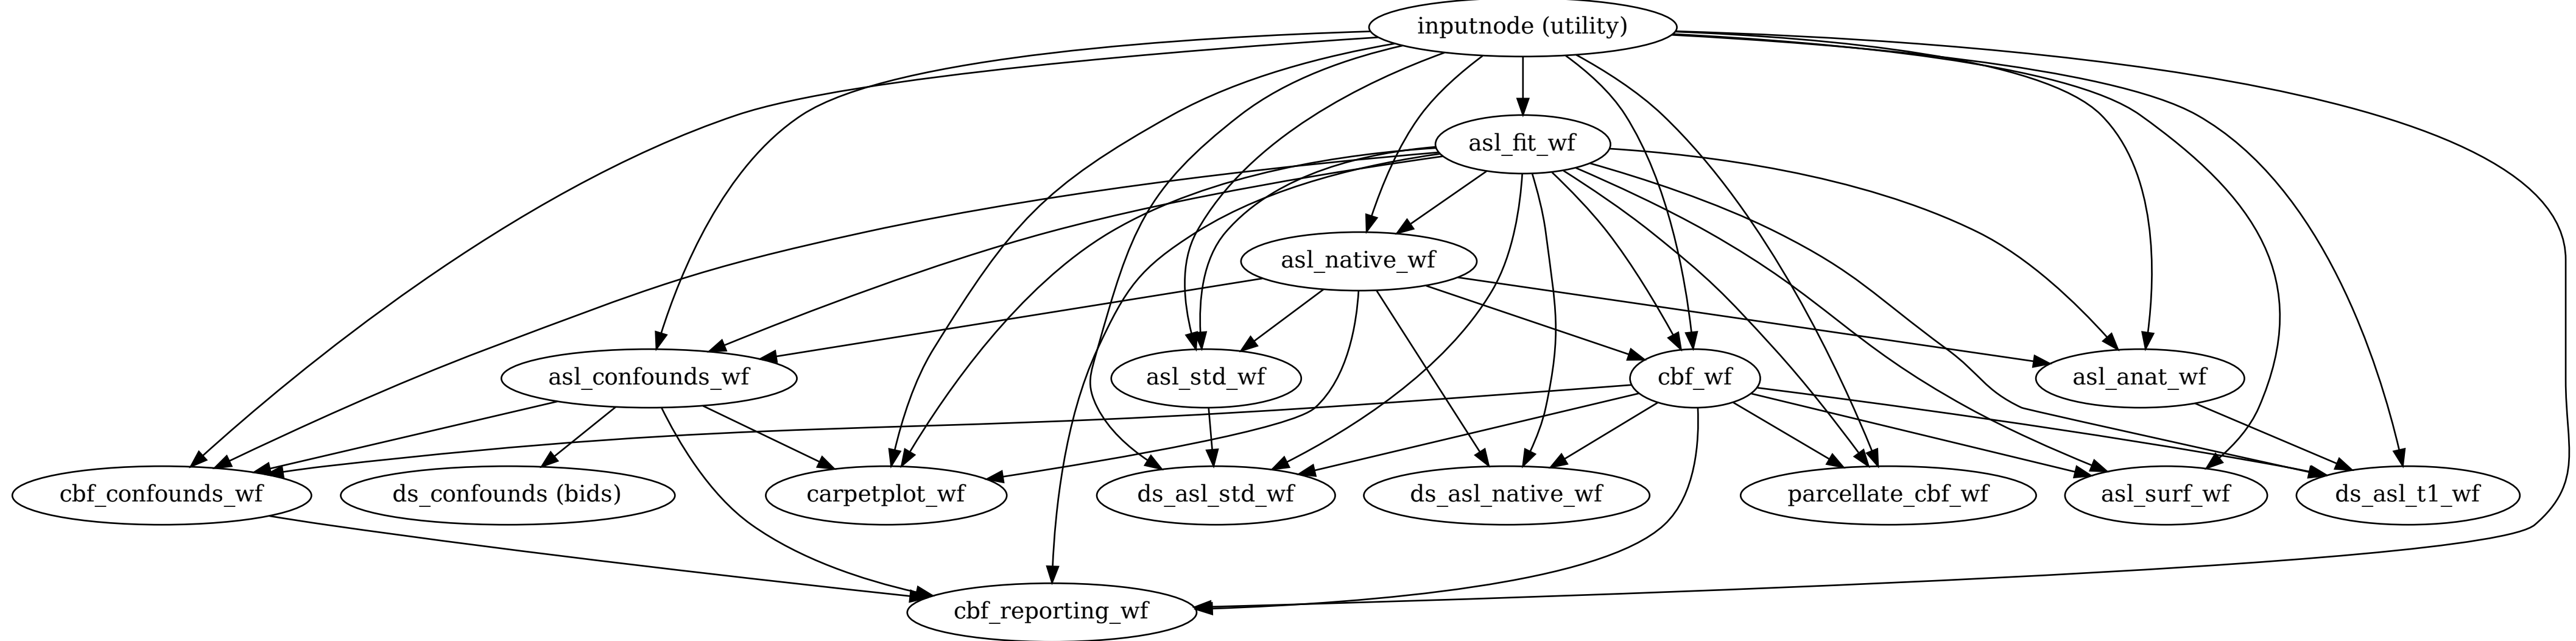 inputnode (utility)
asl_fit_wf
asl_native_wf
asl_confounds_wf
asl_std_wf
cbf_wf
asl_anat_wf
cbf_confounds_wf
ds_confounds (bids)
carpetplot_wf
ds_asl_std_wf
ds_asl_native_wf
parcellate_cbf_wf
asl_surf_wf
ds_asl_t1_wf
cbf_reporting_wf